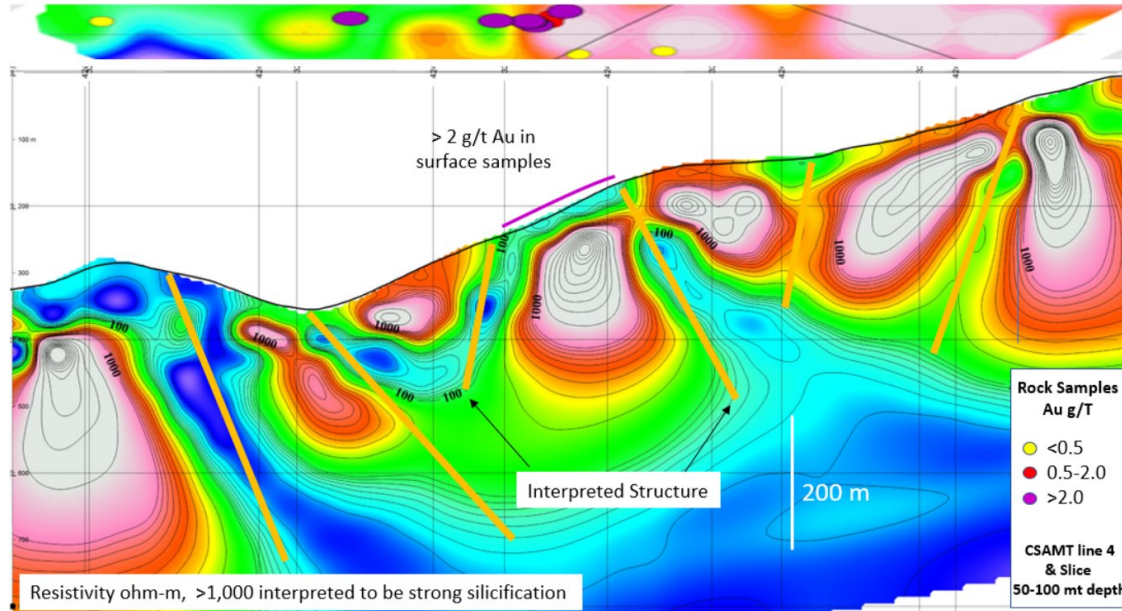 > 2 g/t Au in
surface samples
100 m
200
300
100
1000
100
1000
1000
100
1000
100
1000
100
100
1000
1000
500
600
700
Interpreted Structure
200 m
Rock Samples
Au g/T
<0.5
0.5-2.0
>2.0
CSAMT line 4
& Slice
50-100 mt depth
Resistivity ohm-m, >1,000 interpreted to be strong silicification